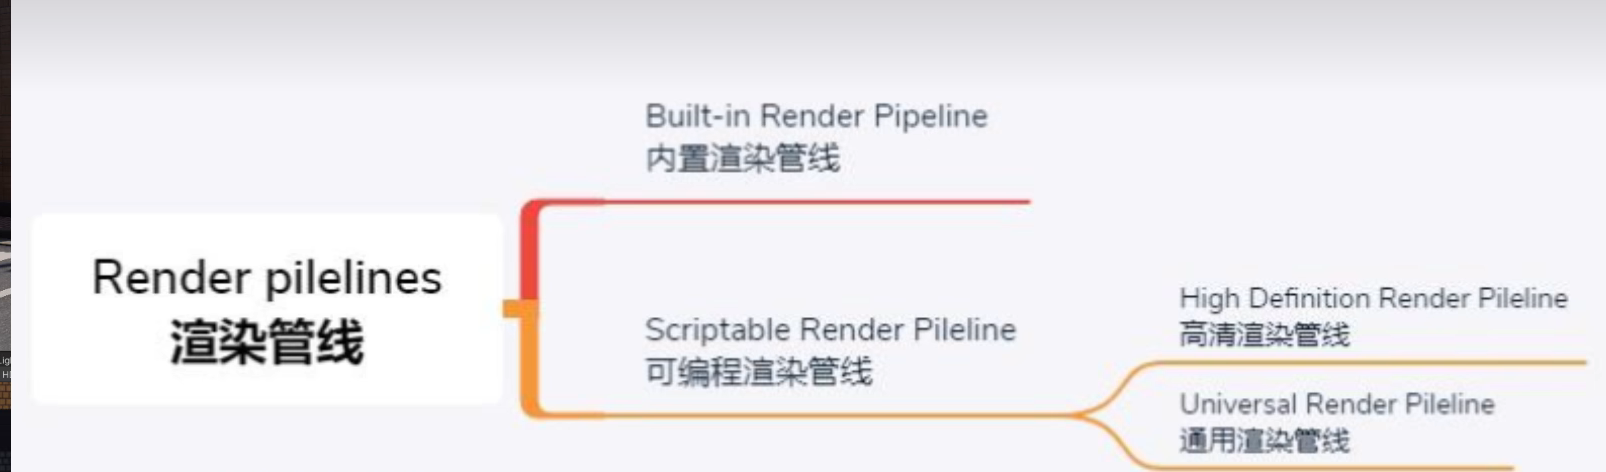 Render pilelines
渲染管线
Built-in Render Pipeline
内置渲染管线
Scriptable Render Pileline
可编程渲染管线
High Definition Render Pileline
高清渲染管线
Universal Render Pileline
通用渲染管线